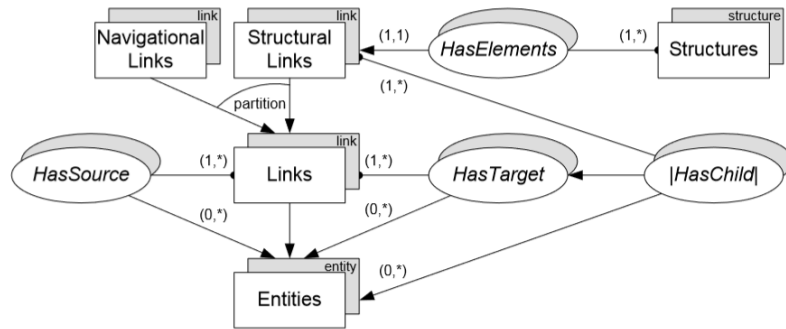 link
link
structure
Navigational
Links
Structural
Links
(1,1)
HasElements
(1,*)
Structures
(1,*)
partition
link
HasSource
(1,*)
Links
(1,*)
HasTarget
|HasChild|
(0,*)
(0,*)
entity
(0,*)
Entities